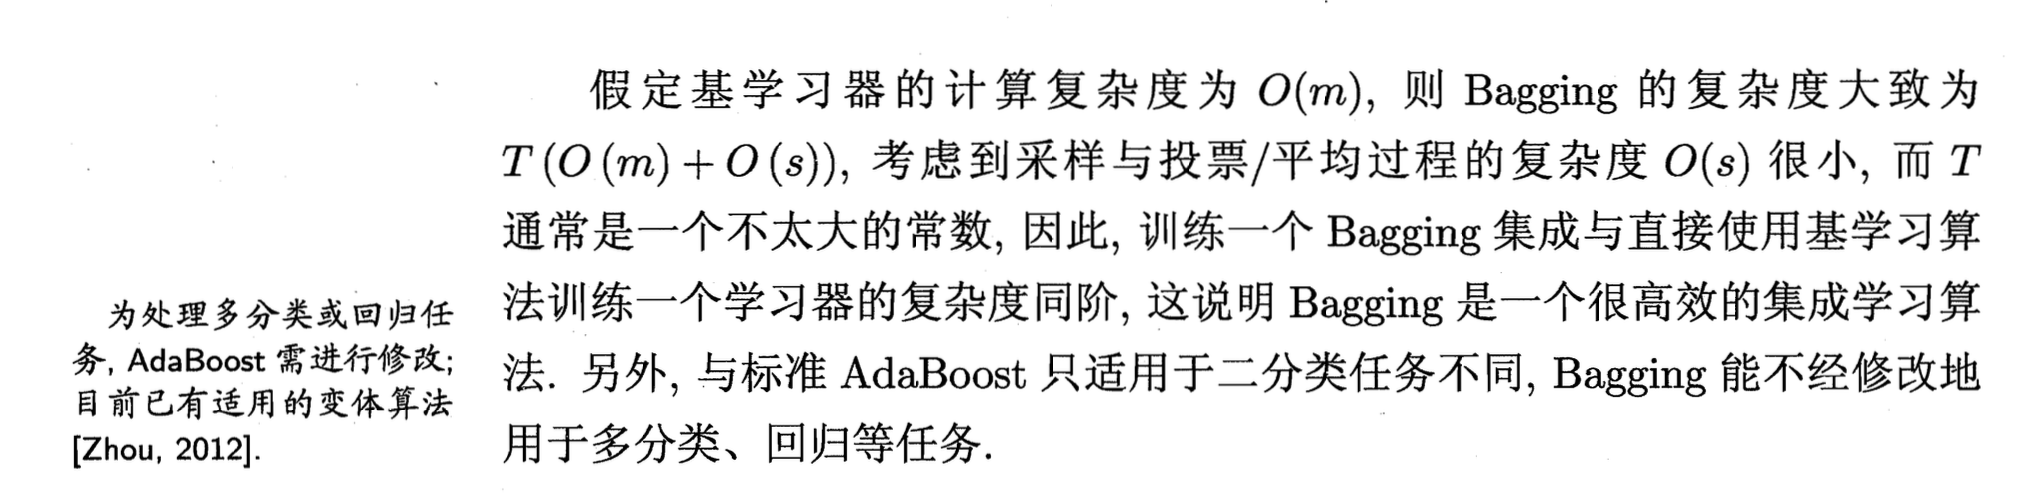 假定基学习器的计算复杂度为 O(m), 则 Bagging 的复杂度大致为
T(O(m)+O(s)), 考虑到采样与投票/平均过程的复杂度 O(s) 很小, 而 T
通常是一个不太大的常数, 因此, 训练一个 Bagging 集成与直接使用基学习算
法训练一个学习器的复杂度同阶, 这说明 Bagging 是一个很高效的集成学习算
法. 另外, 与标准 AdaBoost 只适用于二分类任务不同, Bagging 能不经修改地
用于多分类、回归等任务.
为处理多分类或回归任
务, AdaBoost 需进行修改;
目前已有适用的变体算法
[Zhou, 2012].